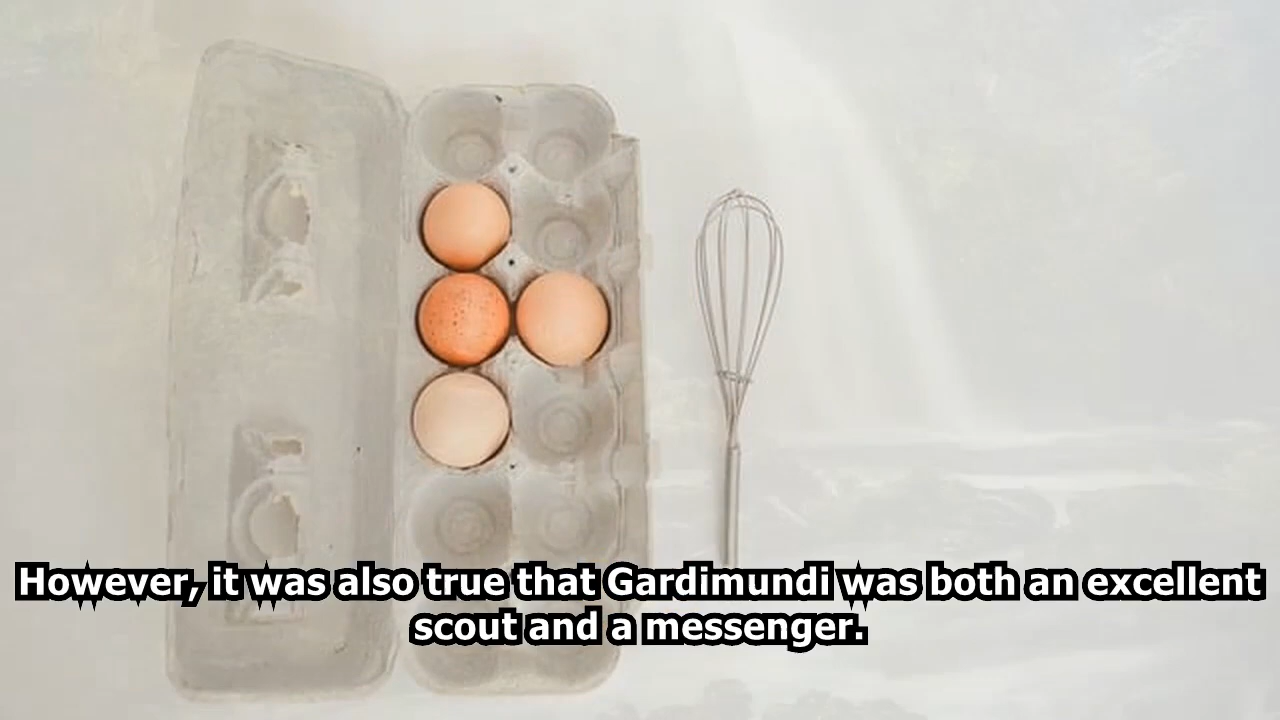 However, it was also true that Gardimundi was both an excellent
scout and a messenger.